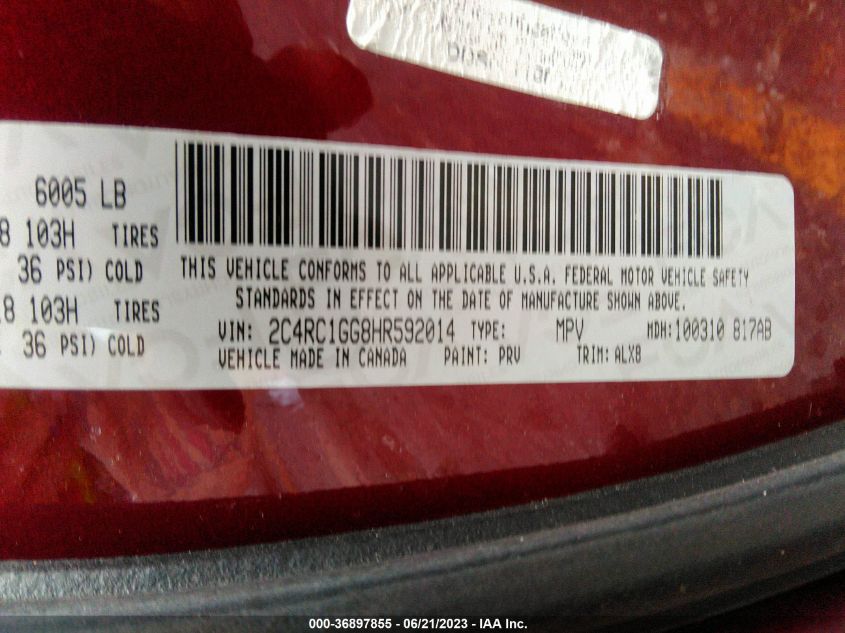 6005 LB
8 103H TIRES
36 PSI) COLD
18 103H TIRES
36 PSI) COLD
THIS VEHICLE CONFORMS TO ALL APPLICABLE U.S.A. FEDERAL MOTOR VEHICLE SAFETY
STANDARDS IN EFFECT ON THE DATE OF MANUFACTURE SHOWN ABOVE.
VIN: 2C4RC1GG8HR592014 TYPE: MPV MDH:100310 817AB
VEHICLE MADE IN CANADA PAINT: PRV TRIM: ALX8
000-36897855 - 06/21/2023 - IAA Inc.